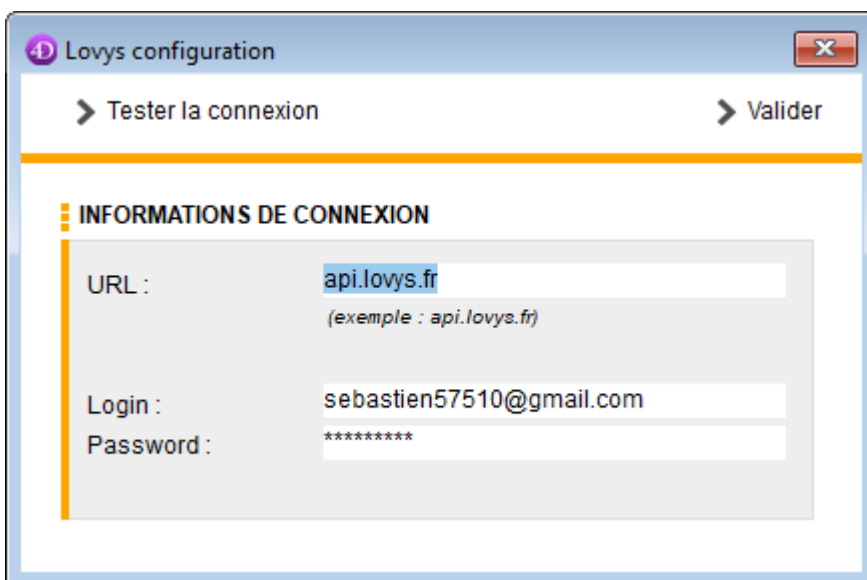 4D Lovys configuration
Tester la connexion Valider
INFORMATIONS DE CONNEXION
URL : api.lovys.fr
(exemple : api.lovys.fr)
Login : sebastien57510@gmail.com
Password : *********